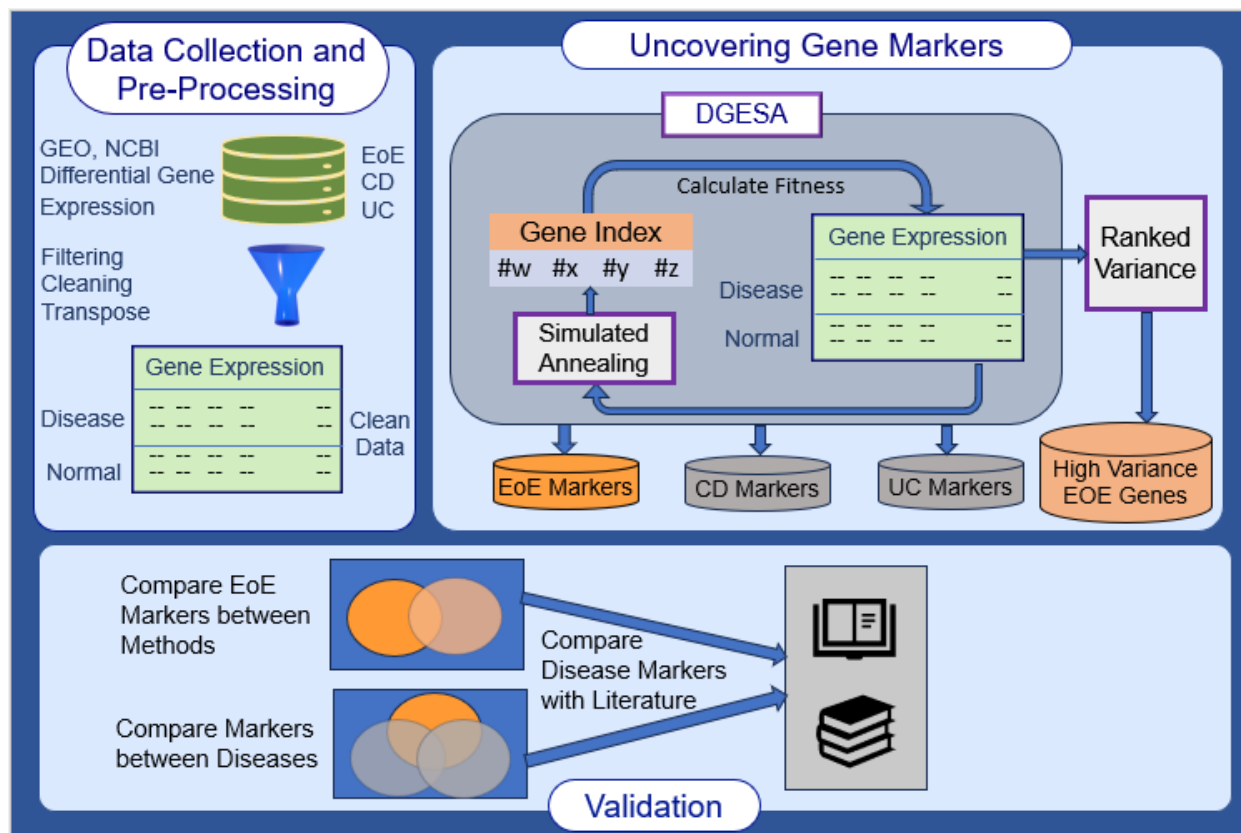 Data Collection and
Pre-Processing
GEO, NCBI
Differential Gene
Expression
EoE
CD
UC
Filtering
Cleaning
Transpose
Gene Expression
Disease
-- -- -- -- --
-- -- -- -- --
Normal
-- -- -- -- --
-- -- -- -- --
Clean
Data
Uncovering Gene Markers
DGESA
Calculate Fitness
Gene Index
#w #x #y #z
Simulated
Annealing
Gene Expression
Disease
-- -- -- -- --
-- -- -- -- --
Normal
-- -- -- -- --
-- -- -- -- --
Ranked
Variance
EoE Markers
CD Markers
UC Markers
High Variance
EOE Genes
Compare EoE
Markers between
Methods
Compare Markers
between Diseases
Compare
Disease Markers
with Literature
Validation